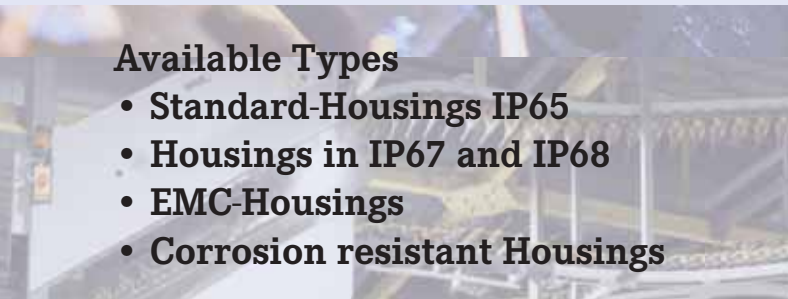 Available Types
• Standard-Housings IP65
• Housings in IP67 and IP68
• EMC-Housings
• Corrosion resistant Housings